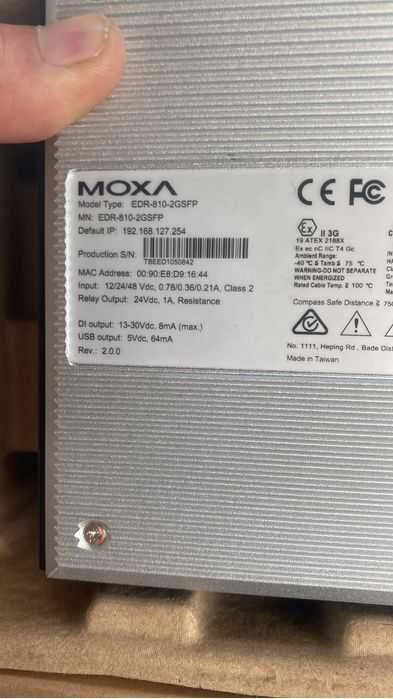 MOXA
Model Type: EDR-810-2GSFP
MN: EDR-810-2GSFP
Default IP: 192.168.127.254
Production S/N:
TBEED1050842
MAC Address: 00:90:E8:D9:16:44
Input: 12/24/48 Vdc, 0.78/0.36/0.21A, Class 2
Relay Output: 24Vdc, 1A, Resistance
DI output: 13-30Vdc, 8mA (max.)
USB output: 5Vdc, 64mA
Rev.: 2.0.0
CE FC
Ex II 3G
19 ATEX 2188X
Ex ec nC IIC T4 Gc
Ambient Range:
-40 °C ≤ Tamb ≤ 75 °C
WARNING-DO NOT SEPARATE
WHEN ENERGIZED
Rated Cable Temp. ≥ 100 °C
Compass Safe Distance ≥
No. 1111, Heping Rd., Bade
Made in Taiwan